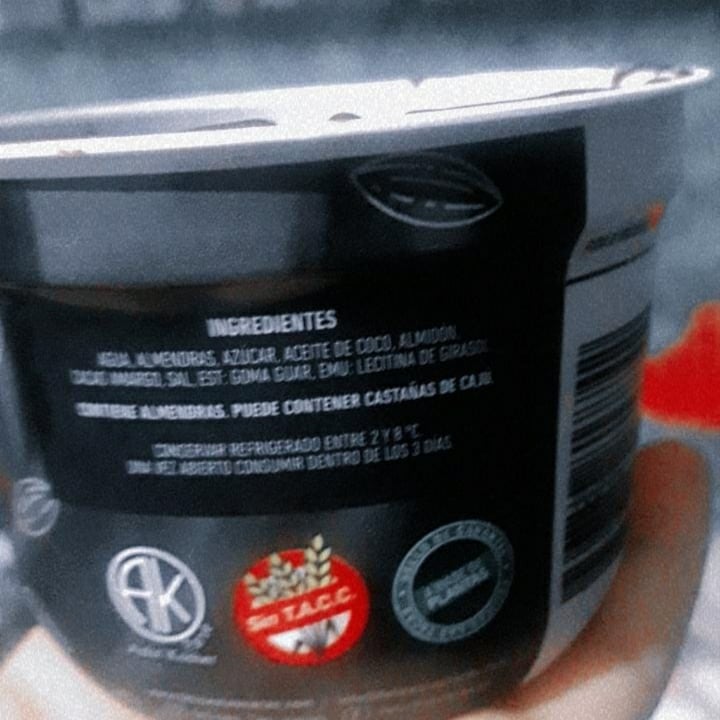 INGREDIENTES
AGUA, ALMENDRAS, AZÚCAR, ACEITE DE COCO, ALMIDÓN,
CACAO AMARGO, SAL, EST: GOMA GUAR, EMU: LECITINA DE GIRASOL
CONTIENE ALMENDRAS. PUEDE CONTENER CASTAÑAS DE CAJÚ.
CONSERVAR REFRIGERADO ENTRE 2 Y 8 °C
UNA VEZ ABIERTO CONSUMIR DENTRO DE LOS 3 DÍAS
AK
Sin T.A.C.C.